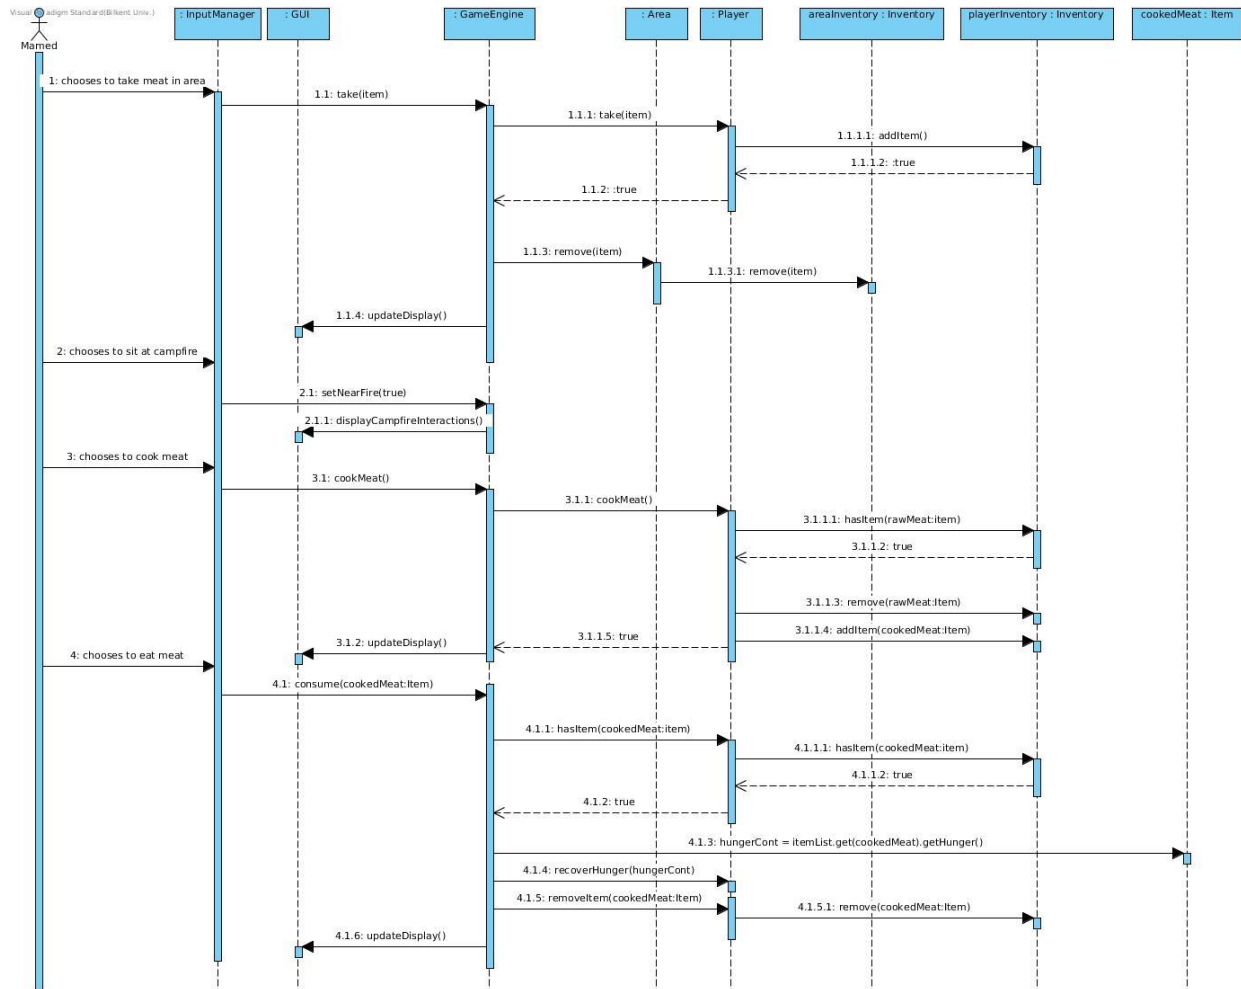 Visual Paradigm Standard(Bilkent Univ.)
Mamed
: InputManager
: GUI
: GameEngine
: Area
: Player
areaInventory : Inventory
playerInventory : Inventory
cookedMeat : Item
1: chooses to take meat in area
1.1: take(item)
1.1.1: take(item)
1.1.1.1: addItem()
1.1.1.2: :true
1.1.2: :true
1.1.3: remove(item)
1.1.3.1: remove(item)
1.1.4: updateDisplay()
2: chooses to sit at campfire
2.1: setNearFire(true)
2.1.1: displayCampfireInteractions()
3: chooses to cook meat
3.1: cookMeat()
3.1.1: cookMeat()
3.1.1.1: hasItem(rawMeat:item)
3.1.1.2: true
3.1.1.3: remove(rawMeat:Item)
3.1.1.4: addItem(cookedMeat:Item)
3.1.1.5: true
3.1.2: updateDisplay()
4: chooses to eat meat
4.1: consume(cookedMeat:Item)
4.1.1: hasItem(cookedMeat:item)
4.1.1.1: hasItem(cookedMeat:item)
4.1.1.2: true
4.1.2: true
4.1.3: hungerCont = itemList.get(cookedMeat).getHunger()
4.1.4: recoverHunger(hungerCont)
4.1.5: removeItem(cookedMeat:Item)
4.1.5.1: remove(cookedMeat:Item)
4.1.6: updateDisplay()